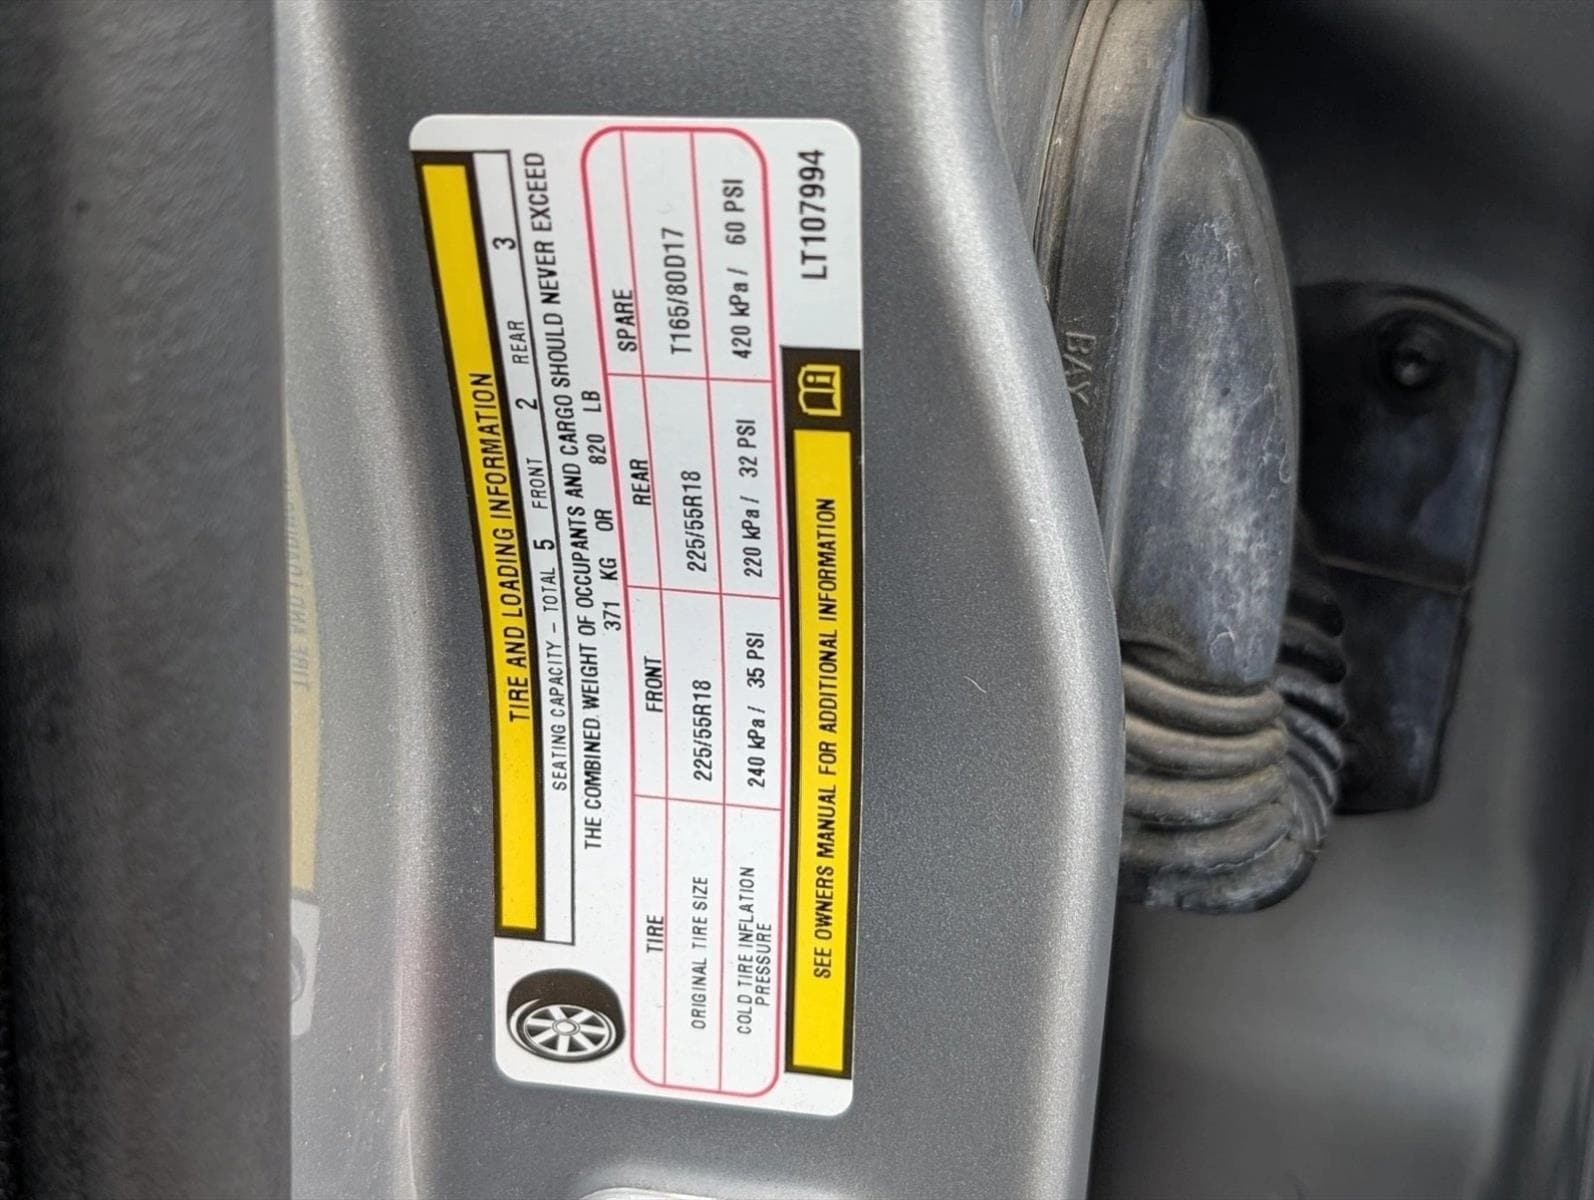 TIRE AND LOADING INFORMATION
SEATING CAPACITY - TOTAL 5 FRONT 2 REAR 3
THE COMBINED WEIGHT OF OCCUPANTS AND CARGO SHOULD NEVER EXCEED
371 KG OR 820 LB
TIRE FRONT REAR SPARE
ORIGINAL TIRE SIZE 225/55R18 225/55R18 T165/80D17
COLD TIRE INFLATION PRESSURE 240 kPa / 35 PSI 220 kPa / 32 PSI 420 kPa / 60 PSI
SEE OWNERS MANUAL FOR ADDITIONAL INFORMATION
LT107994
BAY